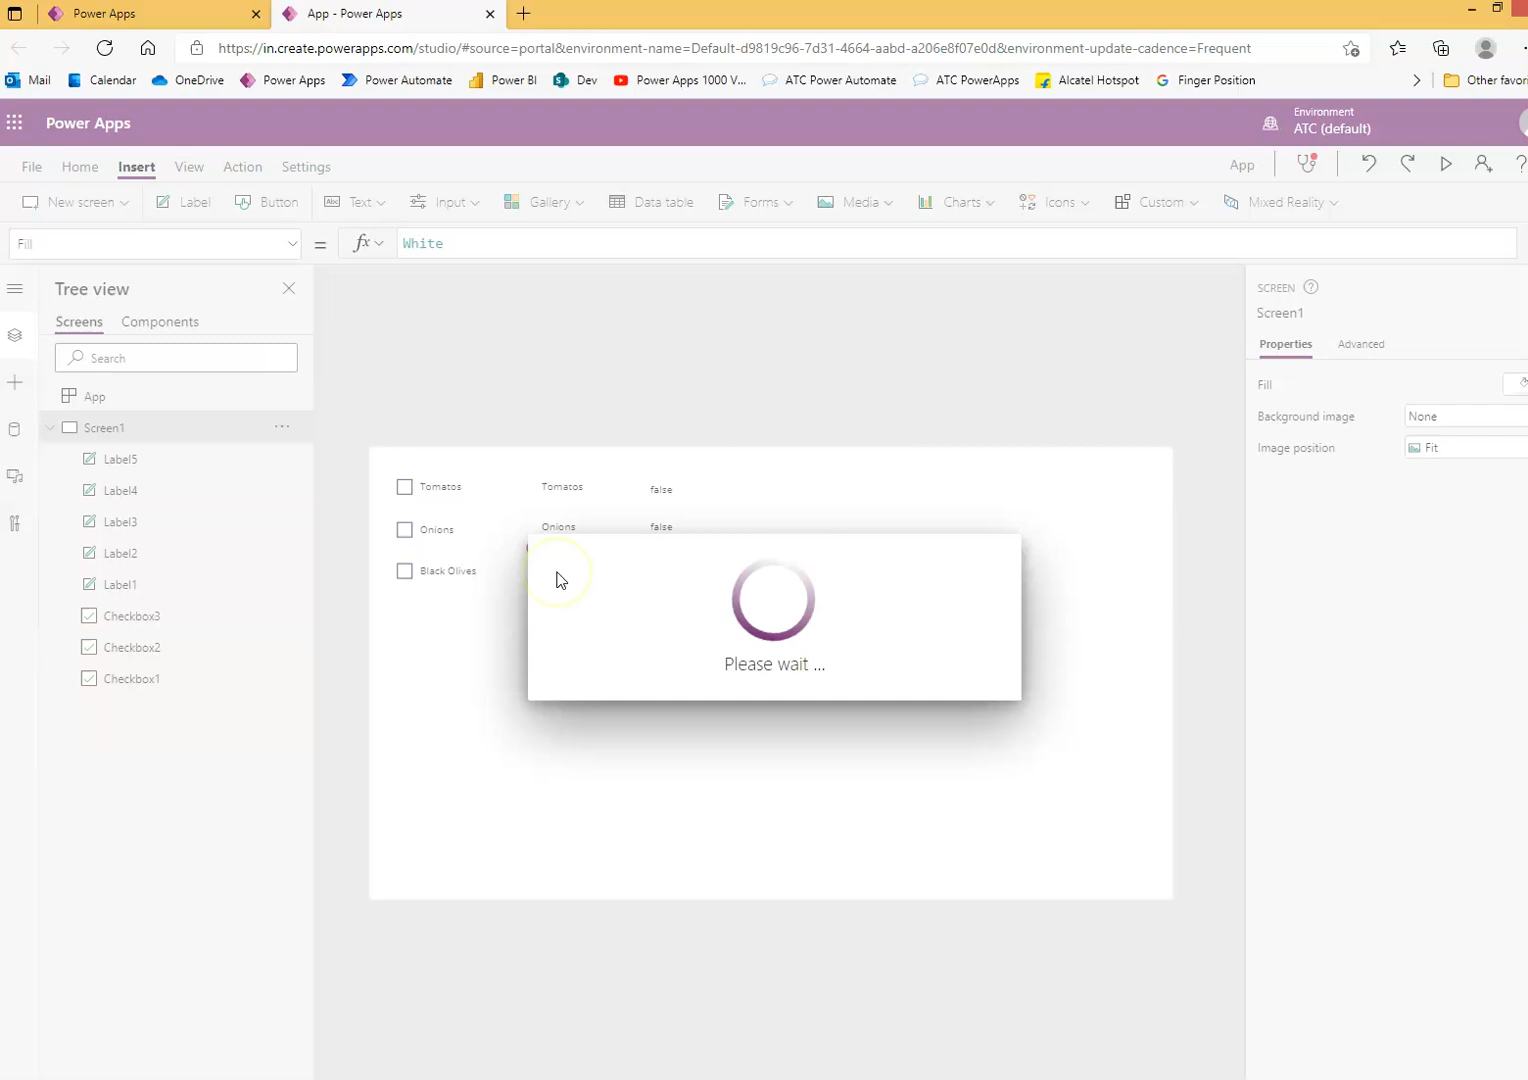 Power Apps
App - Power Apps
https://in.create.powerapps.com/studio/#source=portal&environment-name=Default-d9819c96-7d31-4664-aabd-a206e8f07e0d&environment-update-cadence=Frequent
Mail Calendar OneDrive Power Apps Power Automate Power BI Dev Power Apps 1000 V... ATC Power Automate ATC PowerApps Alcatel Hotspot Finger Position Other favori
Power Apps
Environment
ATC (default)
File Home Insert View Action Settings App
New screen Label Button Abc Text Input Gallery Data table Forms Media Charts Icons Custom Mixed Reality
Fill = fx White
Tree view
Screens Components
Search
App
Screen1
Label5
Label4
Label3
Label2
Label1
Checkbox3
Checkbox2
Checkbox1
Tomatos Tomatos false
Onions Onions false
Black Olives
Please wait ...
SCREEN
Screen1
Properties Advanced
Fill
Background image None
Image position Fit